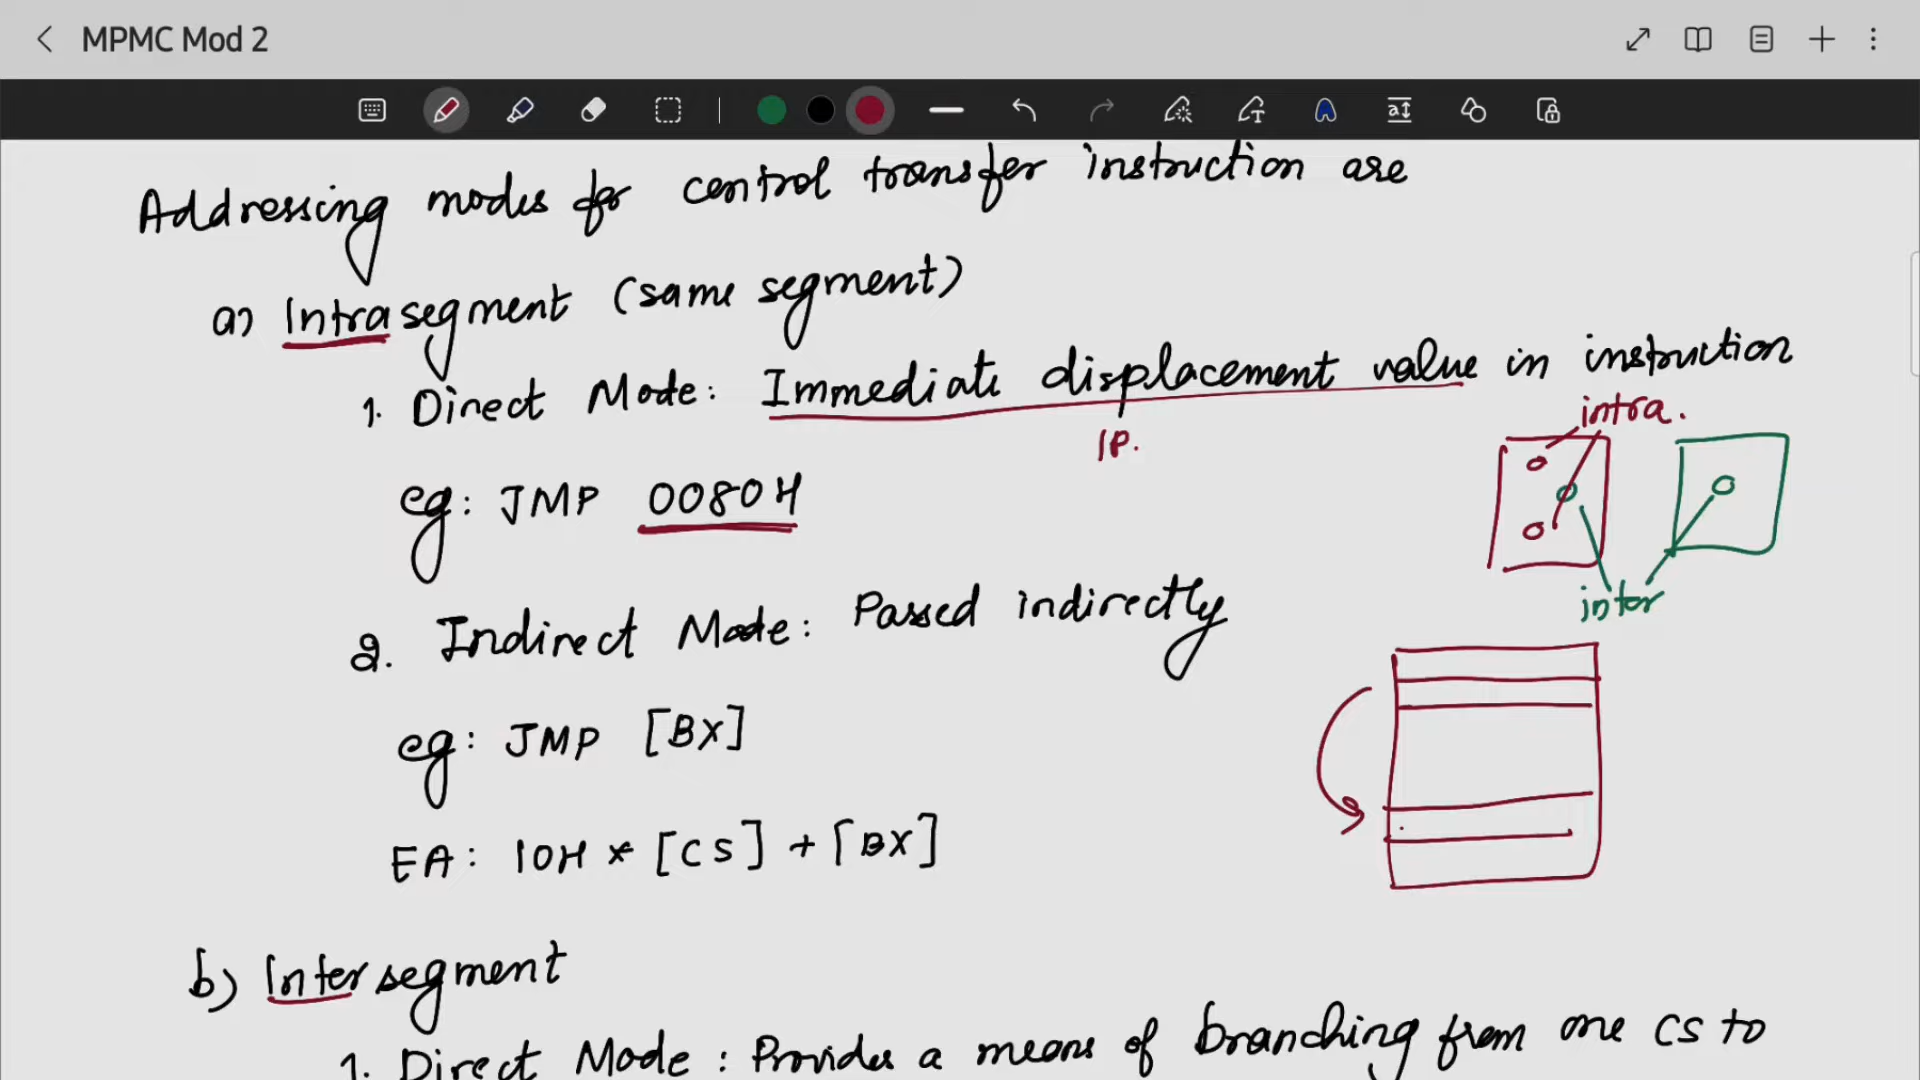 MPMC Mod 2
Addressing modes for control transfer instruction are
a) Intrasegment (same segment)
1. Direct Mode: Immediate displacement value in instruction
IP.
intra.
eg: JMP 0080H
inter
2. Indirect Mode: Passed indirectly
eg: JMP [BX]
EA: 10H * [CS] + [BX]
b) Intersegment
1. Direct Mode: Provides a means of branching from one CS to